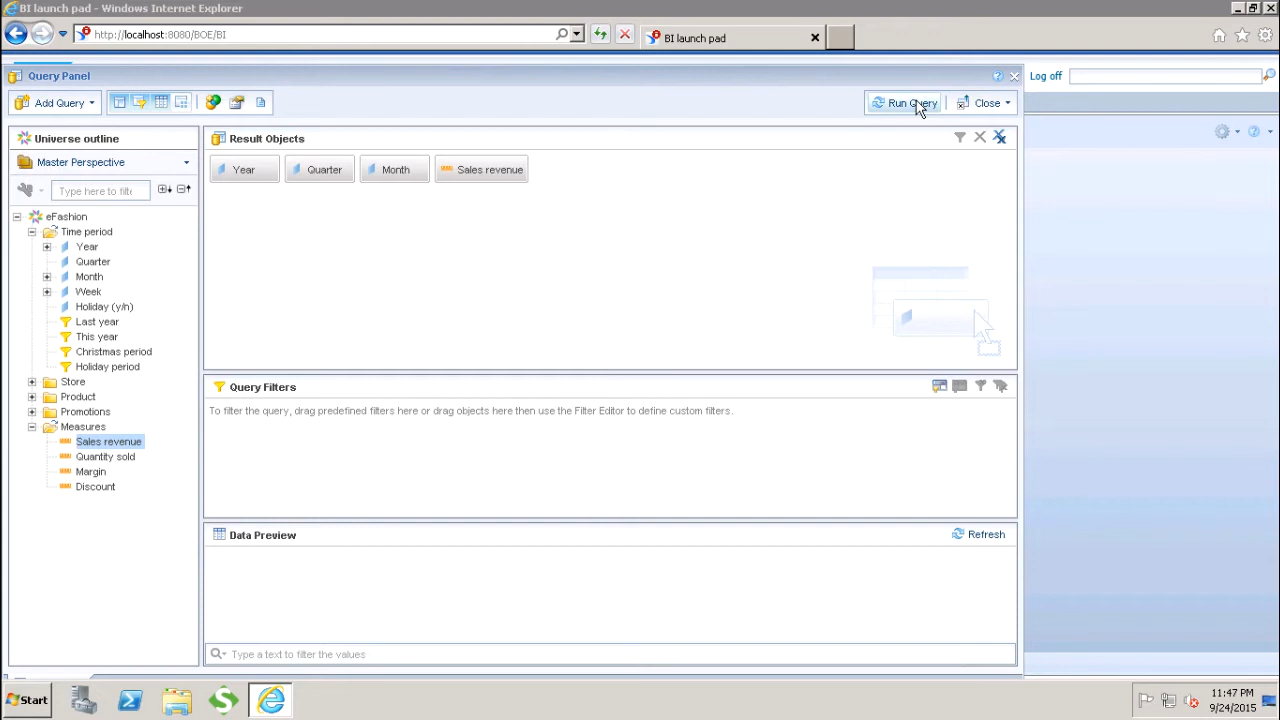 BI launch pad - Windows Internet Explorer
http://localhost:8080/BOE/BI
BI launch pad
Query Panel
Log off
Add Query
Run Query
Close
Universe outline
Result Objects
Master Perspective
Year
Quarter
Month
Sales revenue
Type here to filte
eFashion
Time period
Year
Quarter
Month
Week
Holiday (y/n)
Last year
This year
Christmas period
Holiday period
Store
Product
Promotions
Measures
Sales revenue
Quantity sold
Margin
Discount
Query Filters
To filter the query, drag predefined filters here or drag objects here then use the Filter Editor to define custom filters.
Data Preview
Refresh
Type a text to filter the values
Start
11:47 PM
9/24/2015